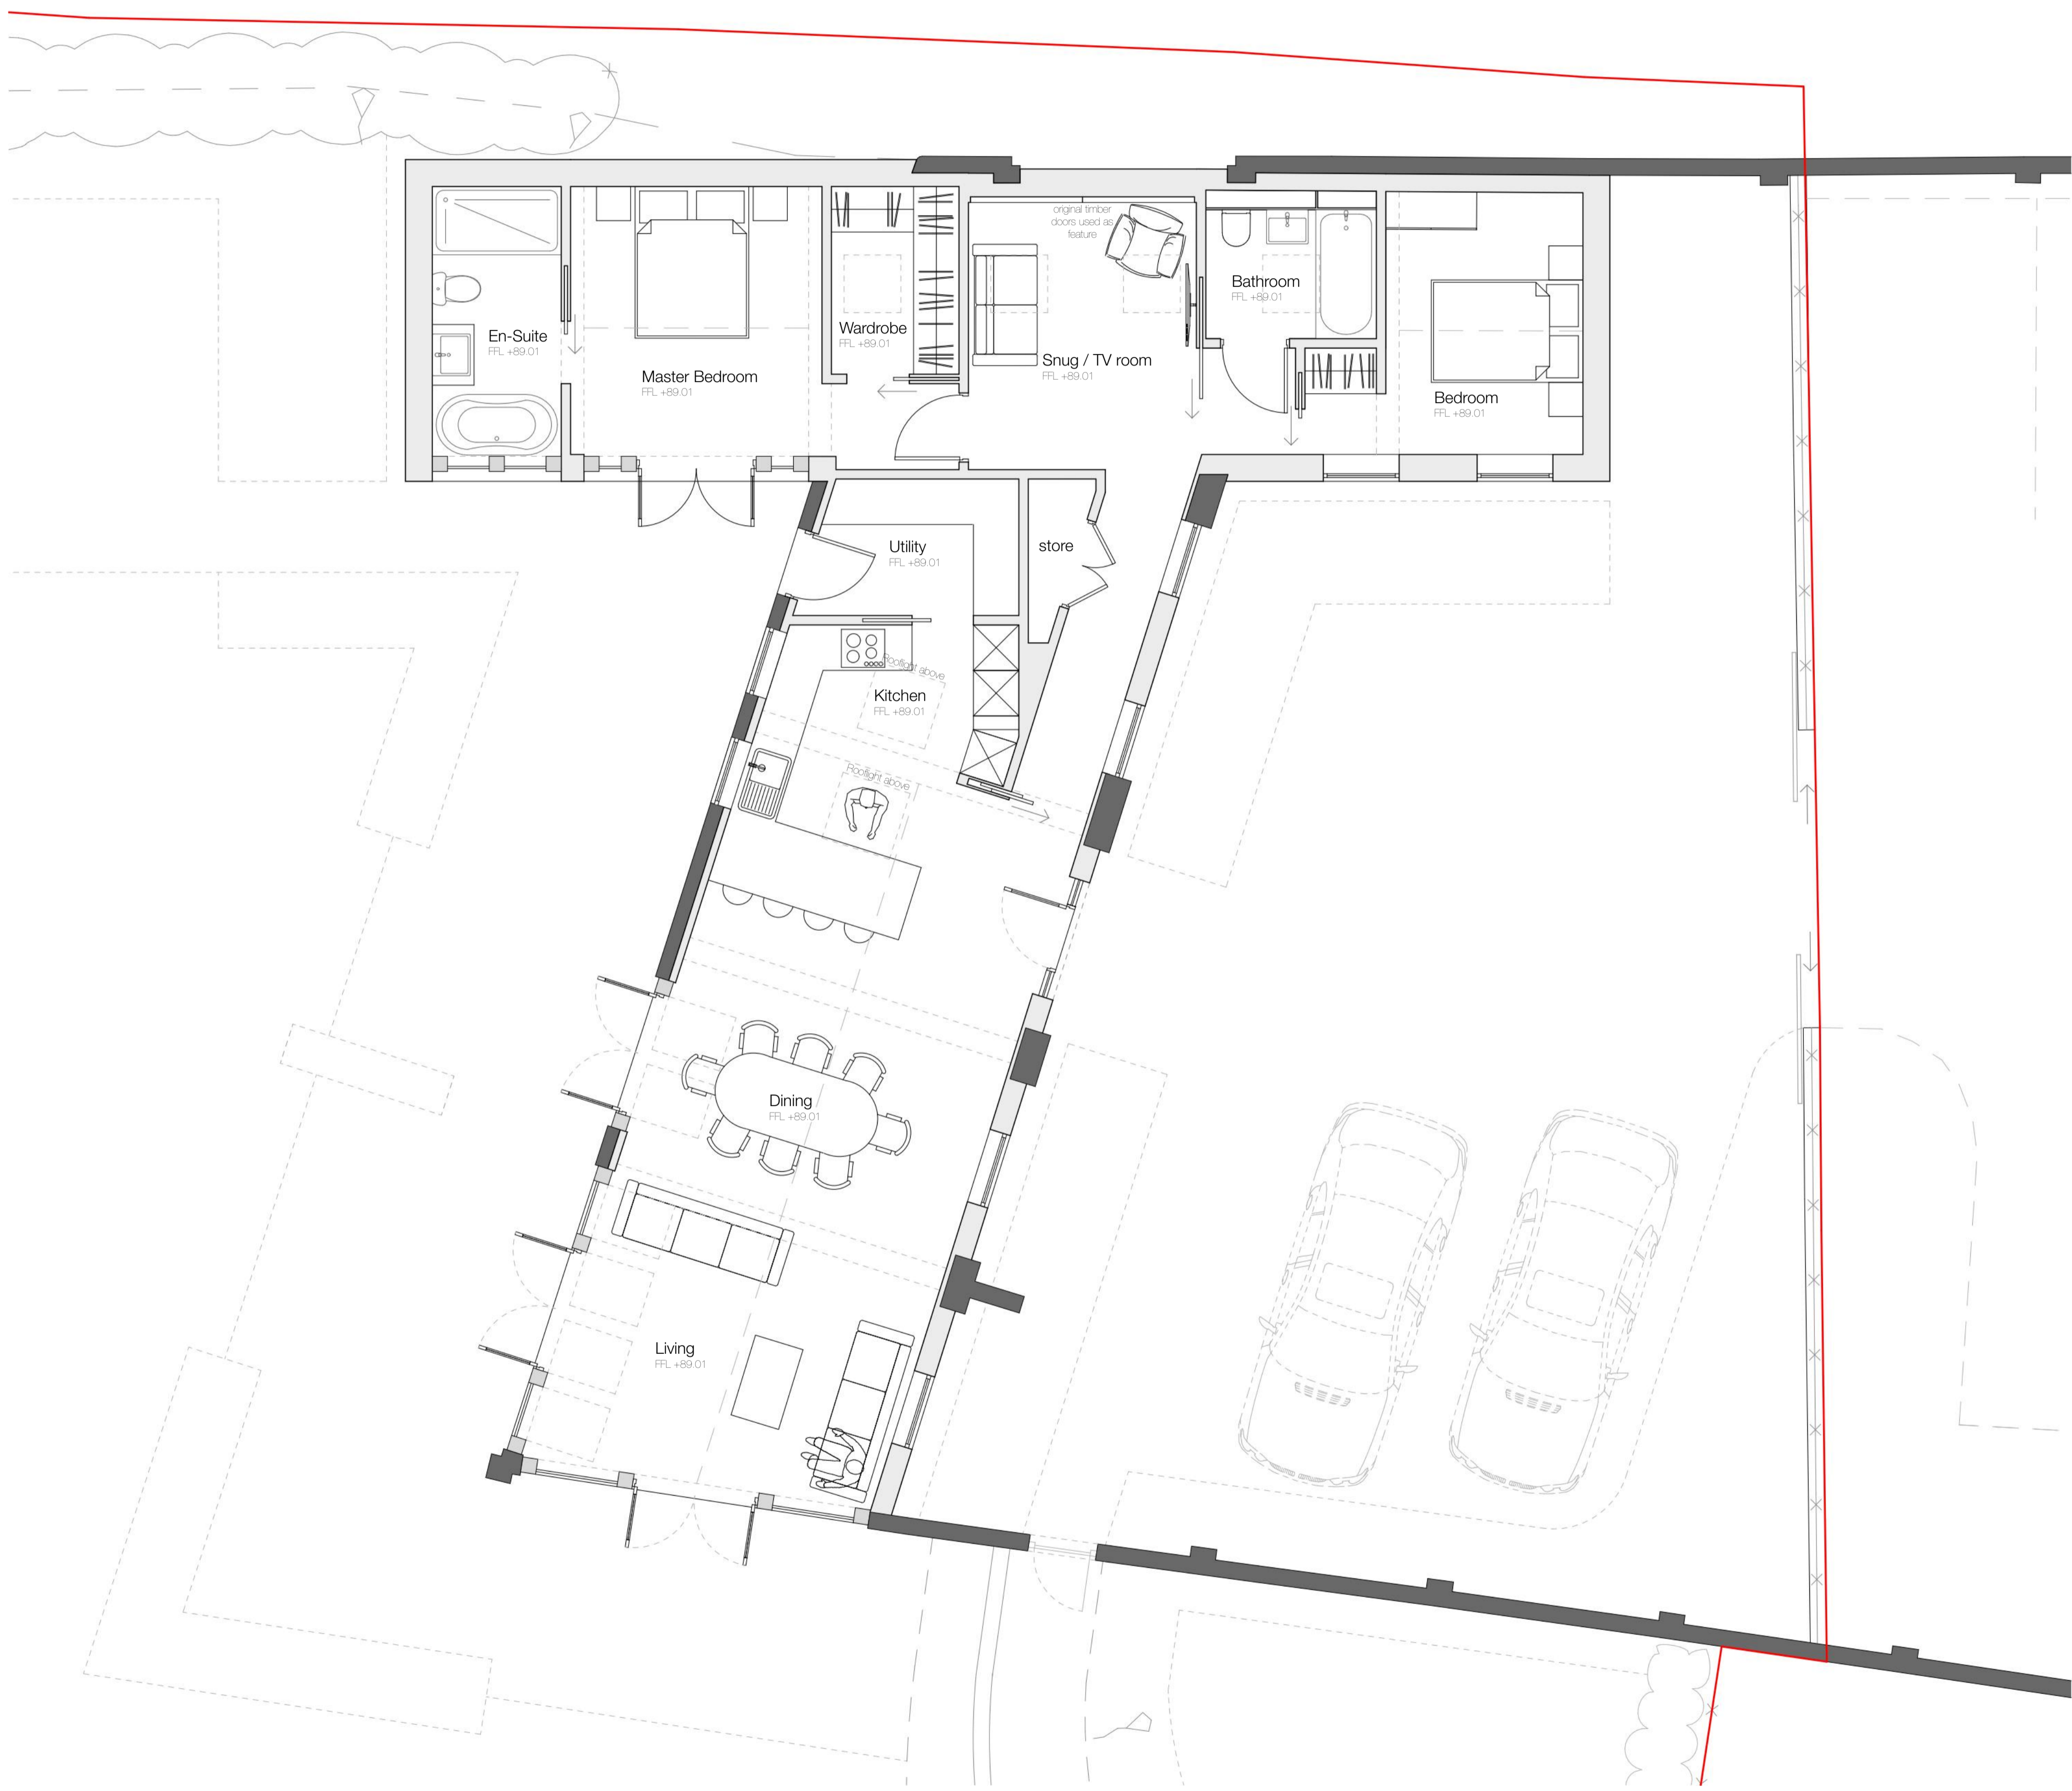 original timber
doors used as
feature
Bathroom
FFL +89.01
En-Suite
FFL +89.01
Wardrobe
FFL +89.01
Snug / TV room
FFL +89.01
Master Bedroom
FFL +89.01
Bedroom
FFL +89.01
Utility
FFL +89.01
store
Rooflight above
Kitchen
FFL +89.01
Rooflight above
Dining
FFL +89.01
Living
FFL +89.01